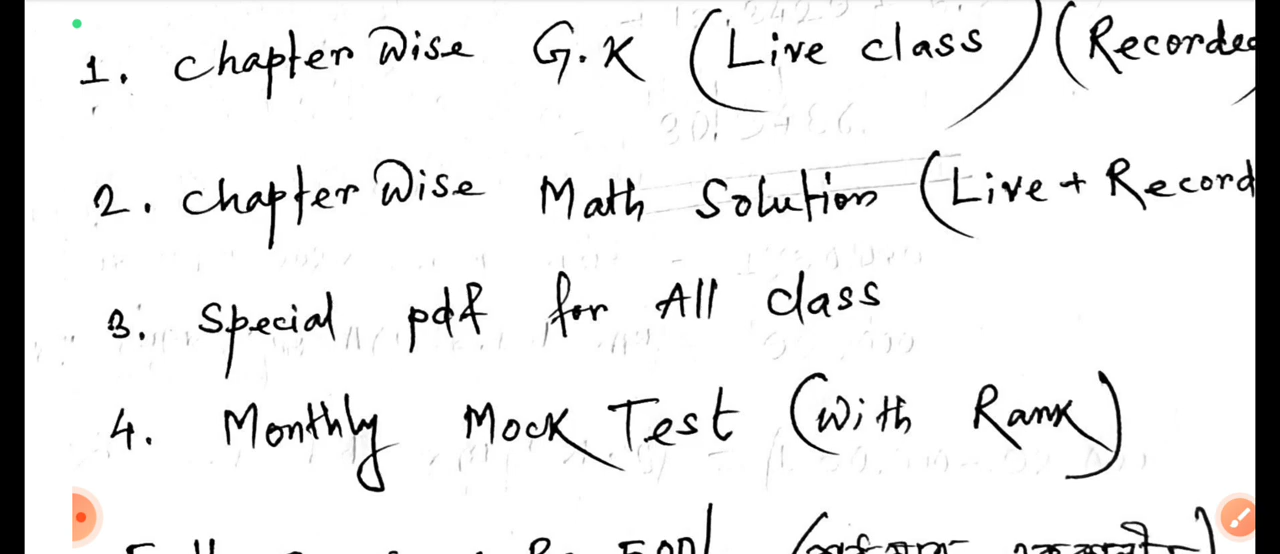 1. Chapter Wise G.K (Live class) (Recorded
2. Chapter Wise Math Solution (Live + Record
3. Special pdf for All class
4. Monthly Mock Test (With Rank)